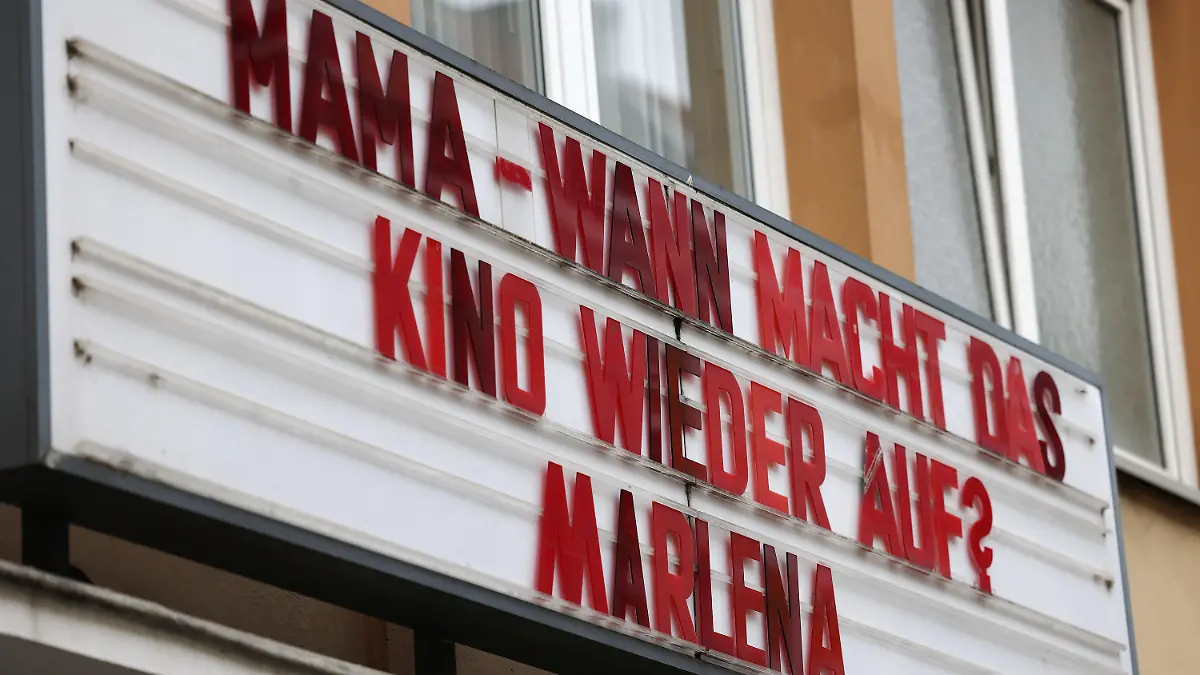 MAMA - WANN MACHT DAS
KINO WIEDER AUF?
MARLENA